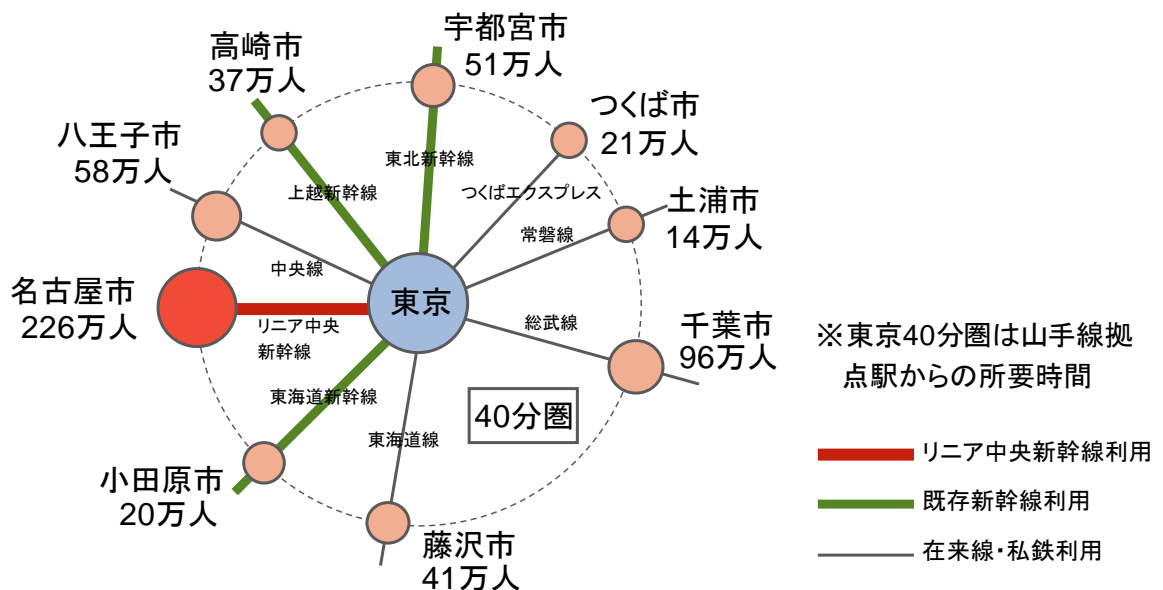 宇都宮市
51万人
高崎市
37万人
つくば市
21万人
八王子市
58万人
東北新幹線
上越新幹線
つくばエクスプレス
土浦市
14万人
常磐線
中央線
名古屋市
226万人
東京
リニア中央
新幹線
総武線
千葉市
96万人
※東京40分圏は山手線拠
点駅からの所要時間
東海道新幹線
40分圏
東海道線
小田原市
20万人
藤沢市
41万人
リニア中央新幹線利用
既存新幹線利用
在来線・私鉄利用